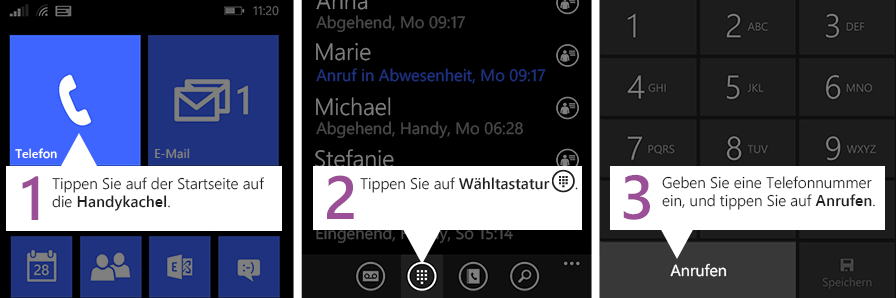 11:20
1
Telefon
E-Mail
1
Tippen Sie auf der Startseite auf
die Handykachel.
28
:-)
Anna
Abgehend, Mo 09:17
Marie
Anruf in Abwesenheit, Mo 09:17
Michael
Abgehend, Handy, Mo 06:28
Stefanie
2
Tippen Sie auf Wähltastatur.
Eingehend, Handy, So 15:14
...
1
2 ABC
3 DEF
4 GHI
5 JKL
6 MNO
7 PQRS
8 TUV
9 WXYZ
3
Geben Sie eine Telefonnummer
ein, und tippen Sie auf Anrufen.
Anrufen
Speichern